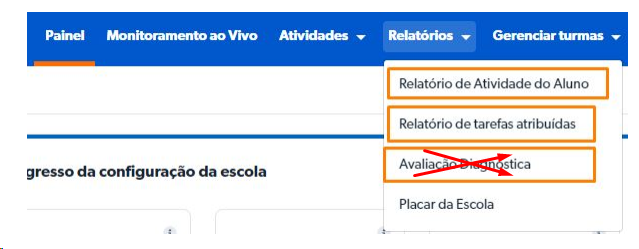 Painel Monitoramento ao Vivo Atividades Relatórios Gerenciar turmas
Relatório de Atividade do Aluno
Relatório de tarefas atribuídas
Avaliação Diagnóstica
gresso da configuração da escola
Placar da Escola
i i i